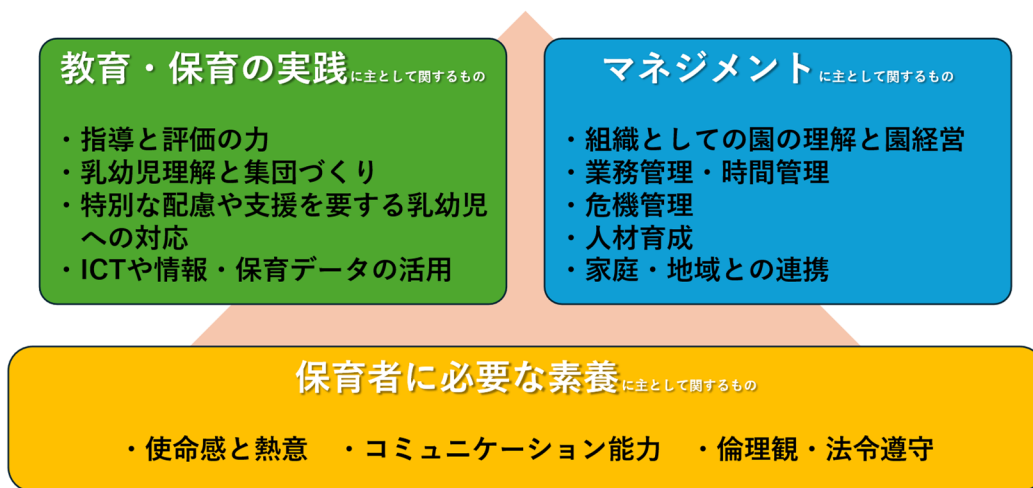 教育・保育の実践に主として関するもの
・指導と評価の力
・乳幼児理解と集団づくり
・特別な配慮や支援を要する乳幼児
への対応
・ICTや情報・保育データの活用
マネジメントに主として関するもの
・組織としての園の理解と園経営
・業務管理・時間管理
・危機管理
・人材育成
・家庭・地域との連携
保育者に必要な素養に主として関するもの
・使命感と熱意 ・コミュニケーション能力 ・倫理観・法令遵守